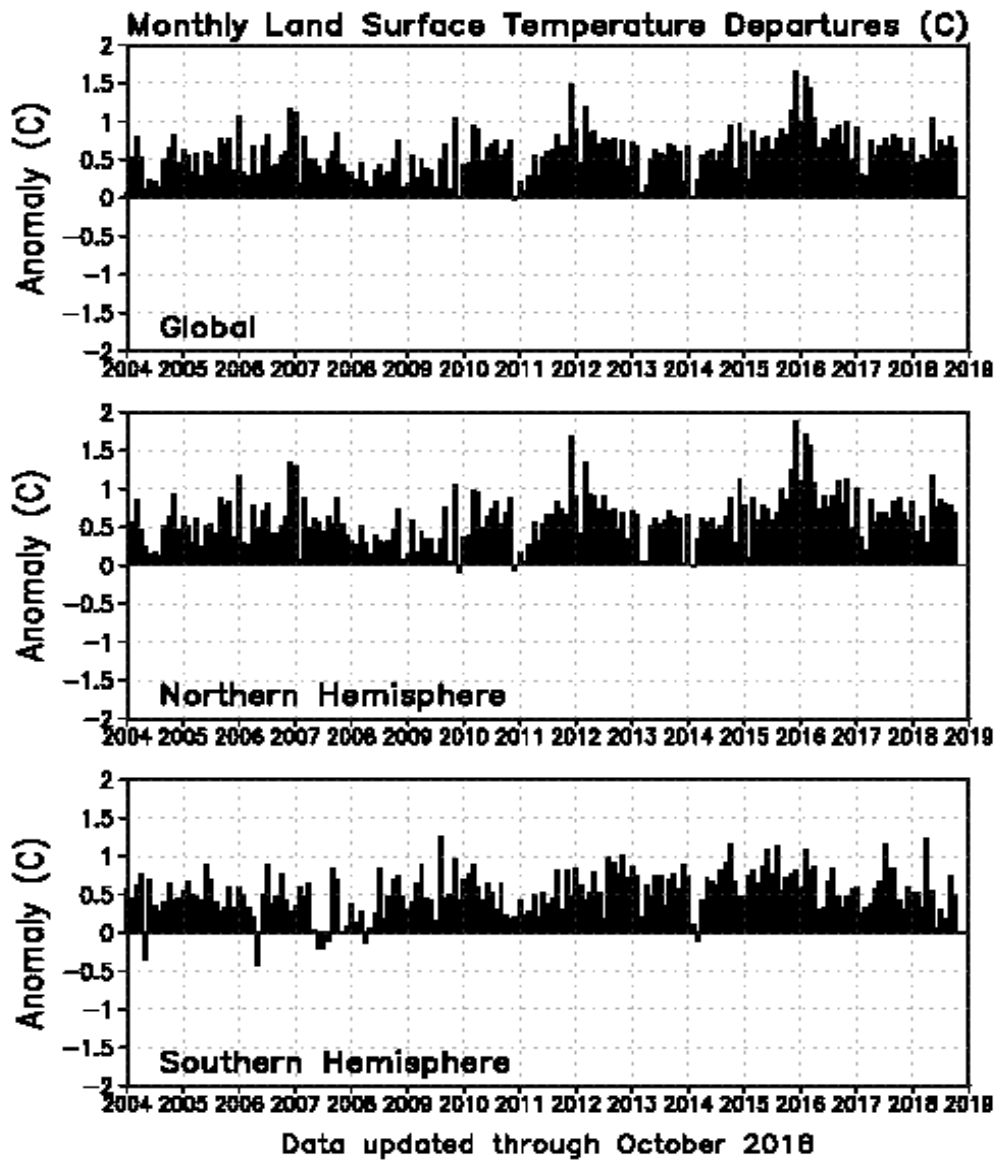 Monthly Land Surface Temperature Departures (C)
2
1.5
1
0.5
0
-0.5
-1
-1.5
-2
Anomaly (C)
Global
2004 2005 2006 2007 2008 2009 2010 2011 2012 2013 2014 2015 2016 2017 2018 2019
2
1.5
1
0.5
0
-0.5
-1
-1.5
-2
Anomaly (C)
Northern Hemisphere
2004 2005 2006 2007 2008 2009 2010 2011 2012 2013 2014 2015 2016 2017 2018 2019
2
1.5
1
0.5
0
-0.5
-1
-1.5
-2
Anomaly (C)
Southern Hemisphere
2004 2005 2006 2007 2008 2009 2010 2011 2012 2013 2014 2015 2016 2017 2018 2019
Data updated through October 2018